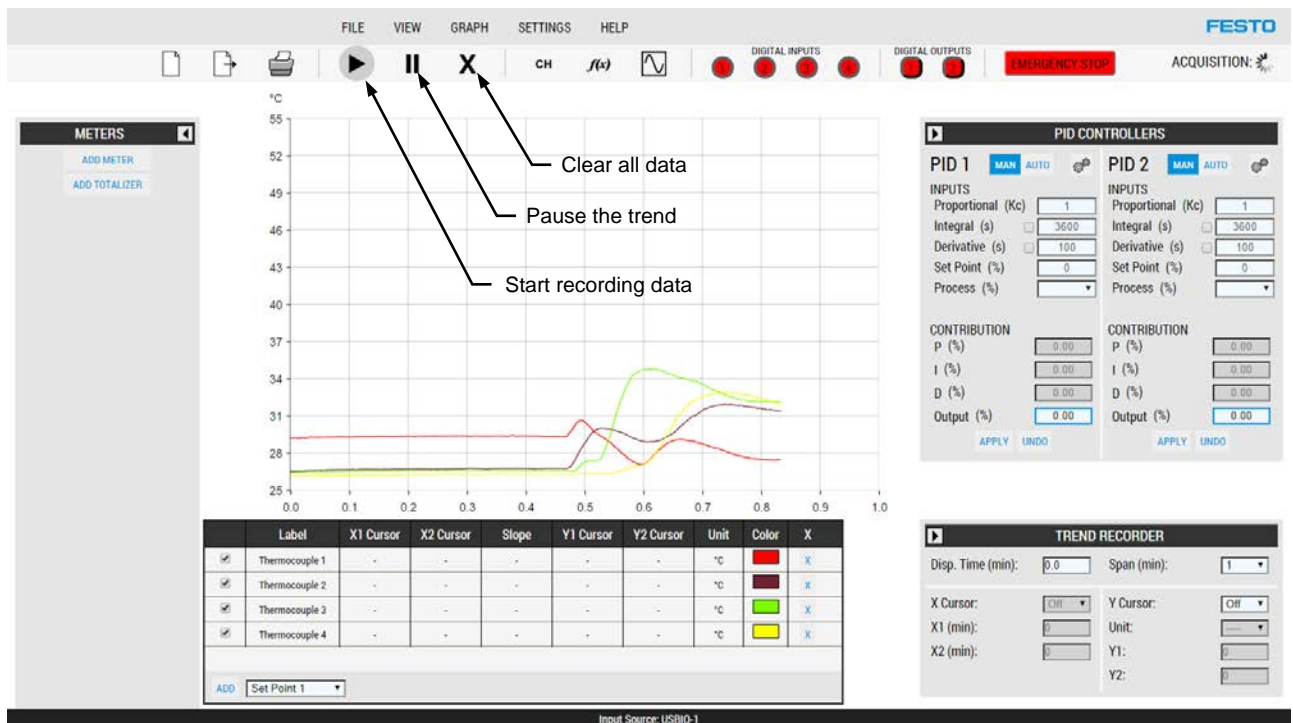 FILE VIEW GRAPH SETTINGS HELP FESTO
CH f(x) DIGITAL INPUTS 1 2 3 4 DIGITAL OUTPUTS 1 2 EMERGENCY STOP ACQUISITION:
METERS
ADD METER
ADD TOTALIZER
°C
55
52
49
46
43
40
37
34
31
28
25
0.0 0.1 0.2 0.3 0.4 0.5 0.6 0.7 0.8 0.9 1.0
Clear all data
Pause the trend
Start recording data
Label X1 Cursor X2 Cursor Slope Y1 Cursor Y2 Cursor Unit Color X
Thermocouple 1 - - - - - °C X
Thermocouple 2 - - - - - °C X
Thermocouple 3 - - - - - °C X
Thermocouple 4 - - - - - °C X
ADD Set Point 1
PID CONTROLLERS
PID 1 MAN AUTO
INPUTS
Proportional (Kc) 1
Integral (s) 3600
Derivative (s) 100
Set Point (%) 0
Process (%)
CONTRIBUTION
P (%) 0.00
I (%) 0.00
D (%) 0.00
Output (%) 0.00
APPLY UNDO
PID 2 MAN AUTO
INPUTS
Proportional (Kc) 1
Integral (s) 3600
Derivative (s) 100
Set Point (%) 0
Process (%)
CONTRIBUTION
P (%) 0.00
I (%) 0.00
D (%) 0.00
Output (%) 0.00
APPLY UNDO
TREND RECORDER
Disp. Time (min): 0.0 Span (min): 1
X Cursor: Off Y Cursor: Off
X1 (min): 0 Unit: ----
X2 (min): 0 Y1: 0
Y2: 0
Input Source: USBIO-1